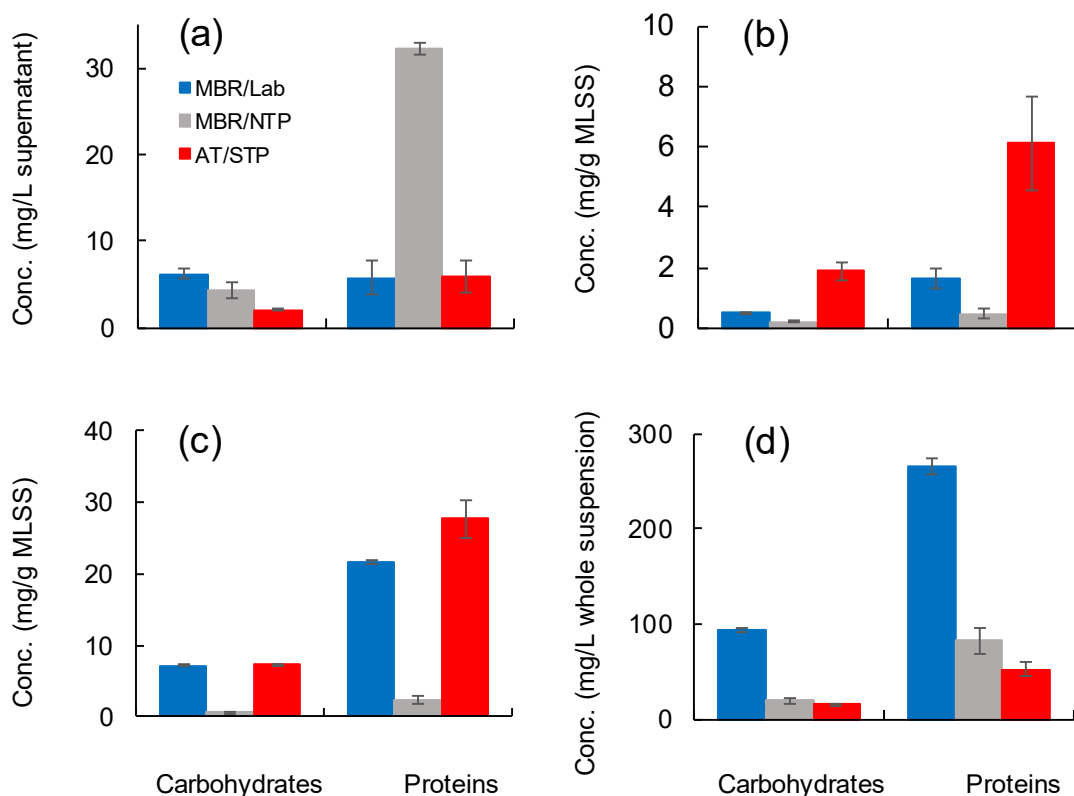 (a)
Conc. (mg/L supernatant)
30
20
10
0
MBR/Lab
MBR/NTP
AT/STP
(b)
Conc. (mg/g MLSS)
10
8
6
4
2
0
(c)
Conc. (mg/g MLSS)
40
30
20
10
0
Carbohydrates
Proteins
(d)
Conc. (mg/L whole suspension)
300
200
100
0
Carbohydrates
Proteins